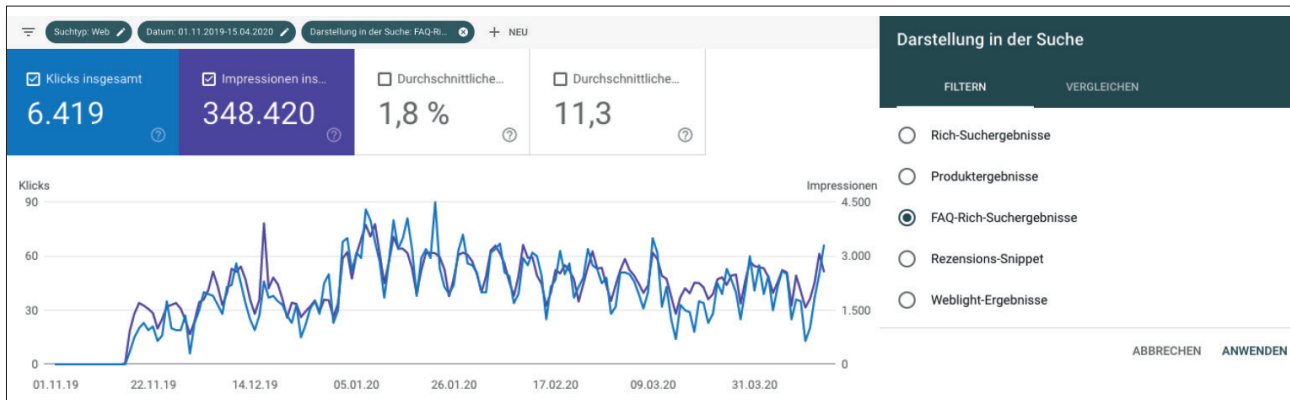 Suchtyp: Web
Datum: 01.11.2019-15.04.2020
Darstellung in der Suche: FAQ-Ri...
+ NEU
Klicks insgesamt
6.419
Impressionen ins...
348.420
Durchschnittliche...
1,8 %
Durchschnittliche...
11,3
Klicks
Impressionen
90
60
30
0
4.500
3.000
1.500
0
01.11.19
22.11.19
14.12.19
05.01.20
26.01.20
17.02.20
09.03.20
31.03.20
Darstellung in der Suche
FILTERN
VERGLEICHEN
Rich-Suchergebnisse
Produktergebnisse
FAQ-Rich-Suchergebnisse
Rezensions-Snippet
Weblight-Ergebnisse
ABBRECHEN
ANWENDEN